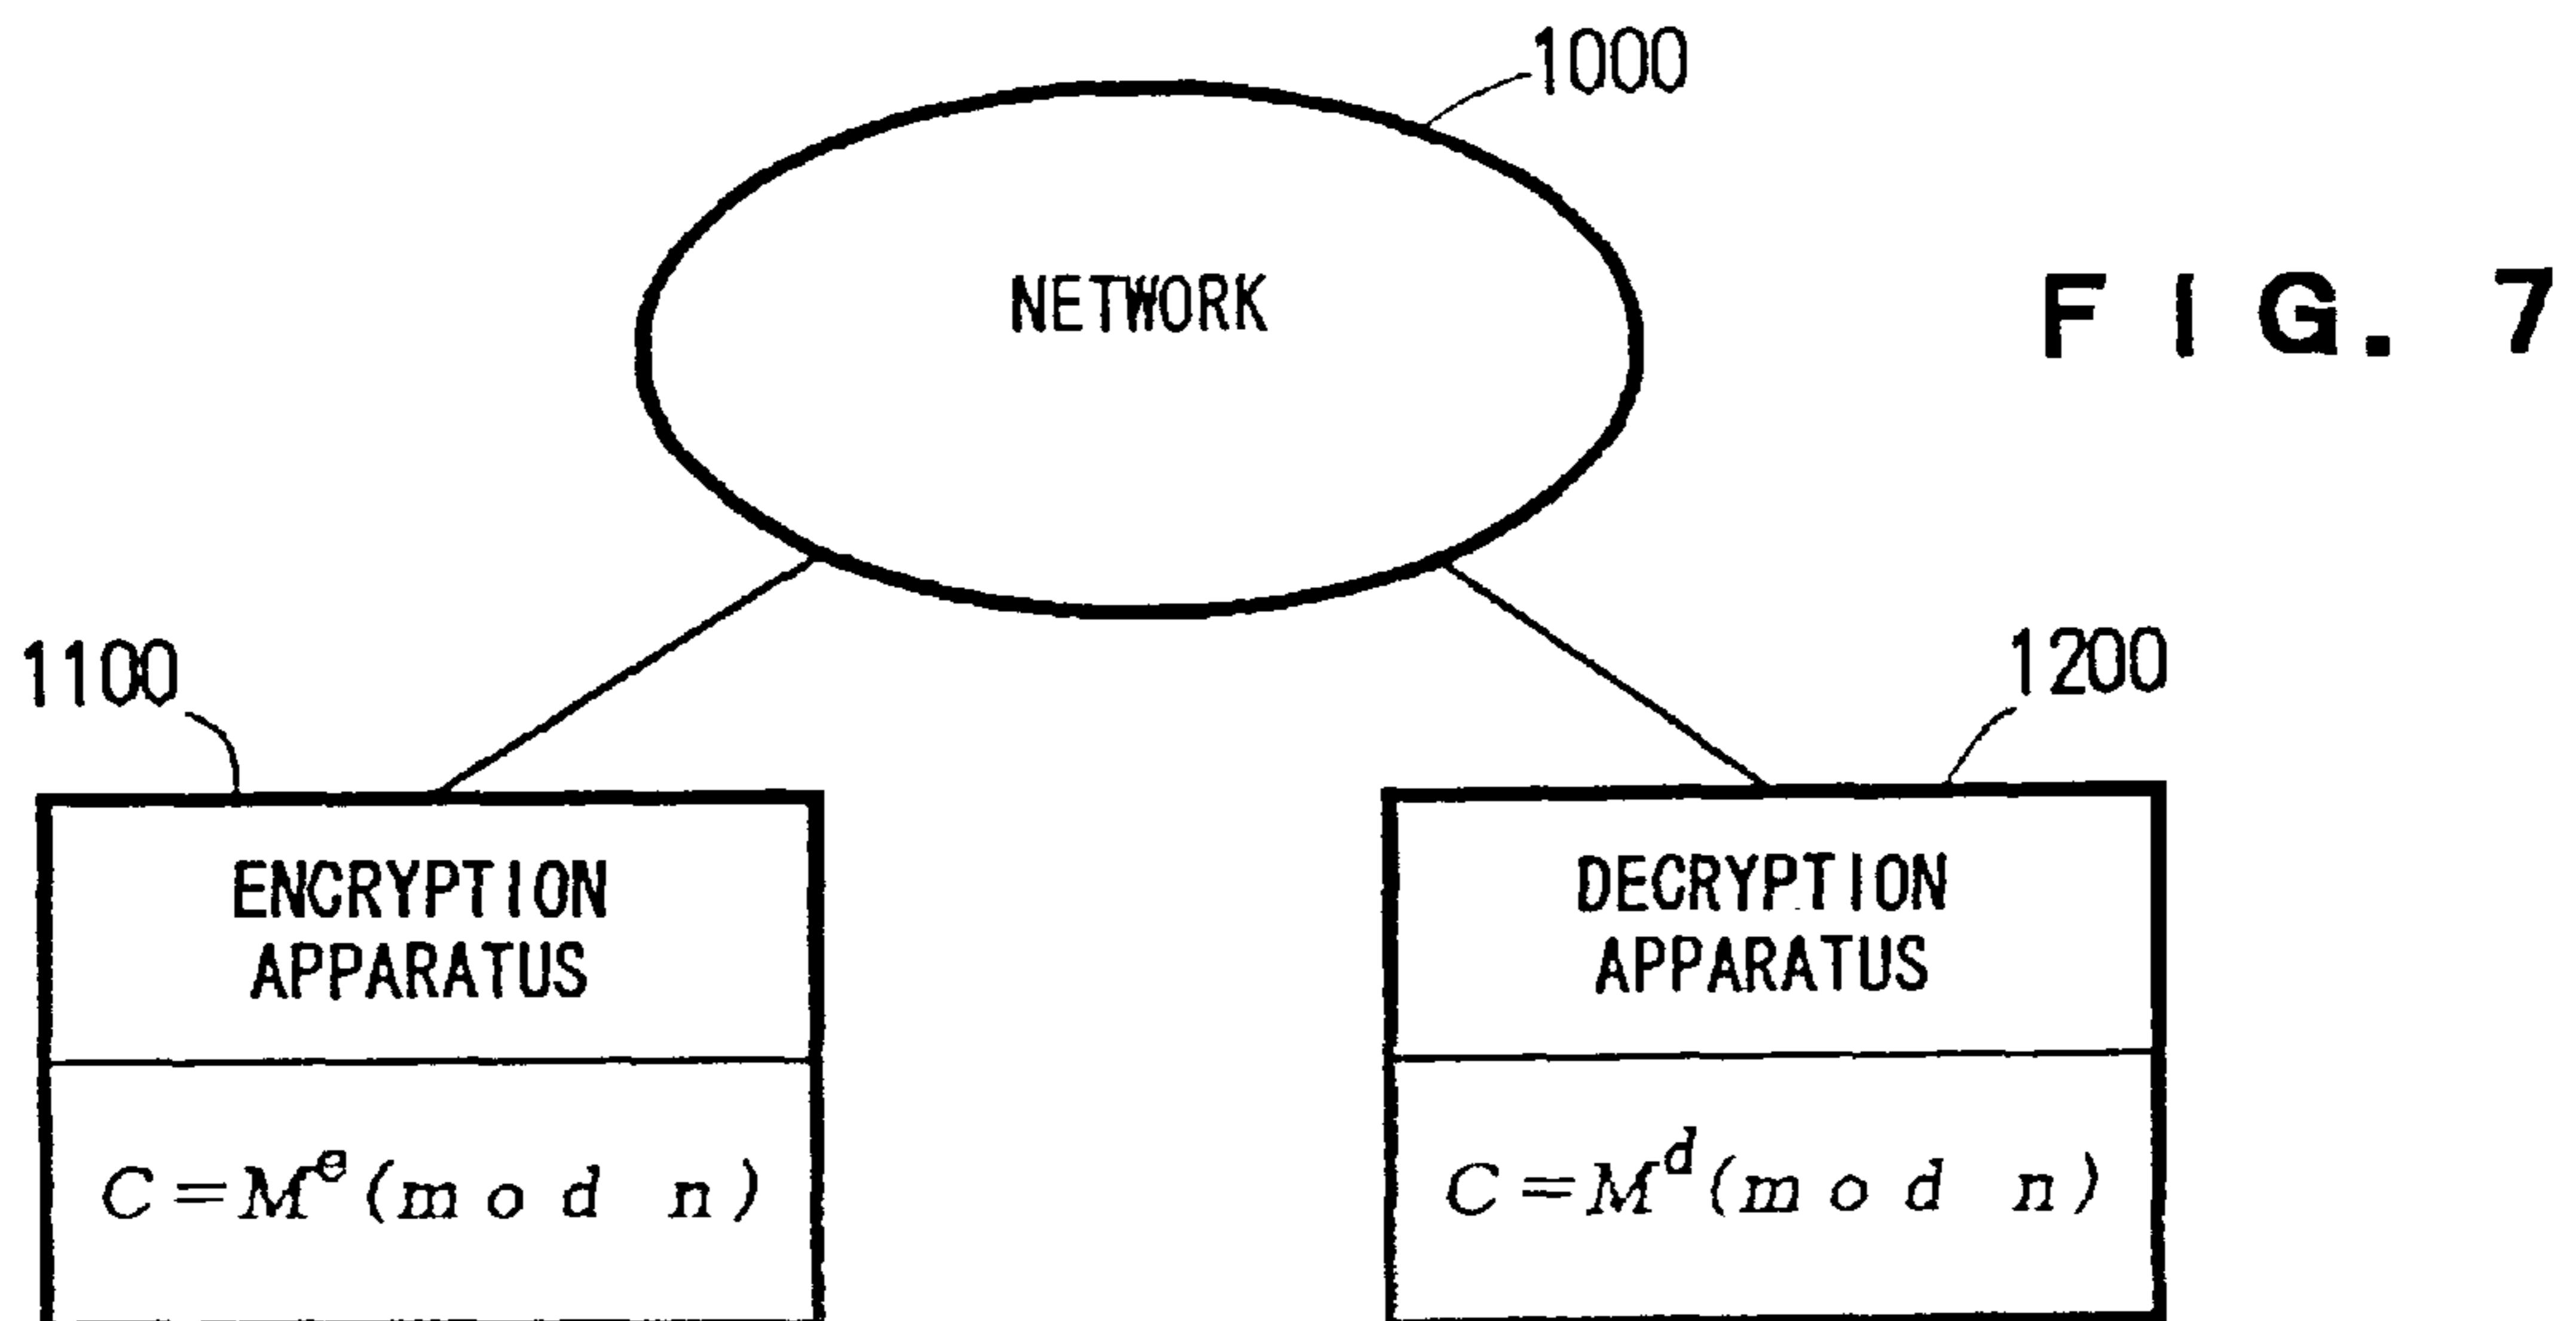 1000
NETWORK
FIG. 7
1100
1200
ENCRYPTION
APPARATUS
DECRYPTION
APPARATUS
C=M^e(mod n)
C=M^d(mod n)